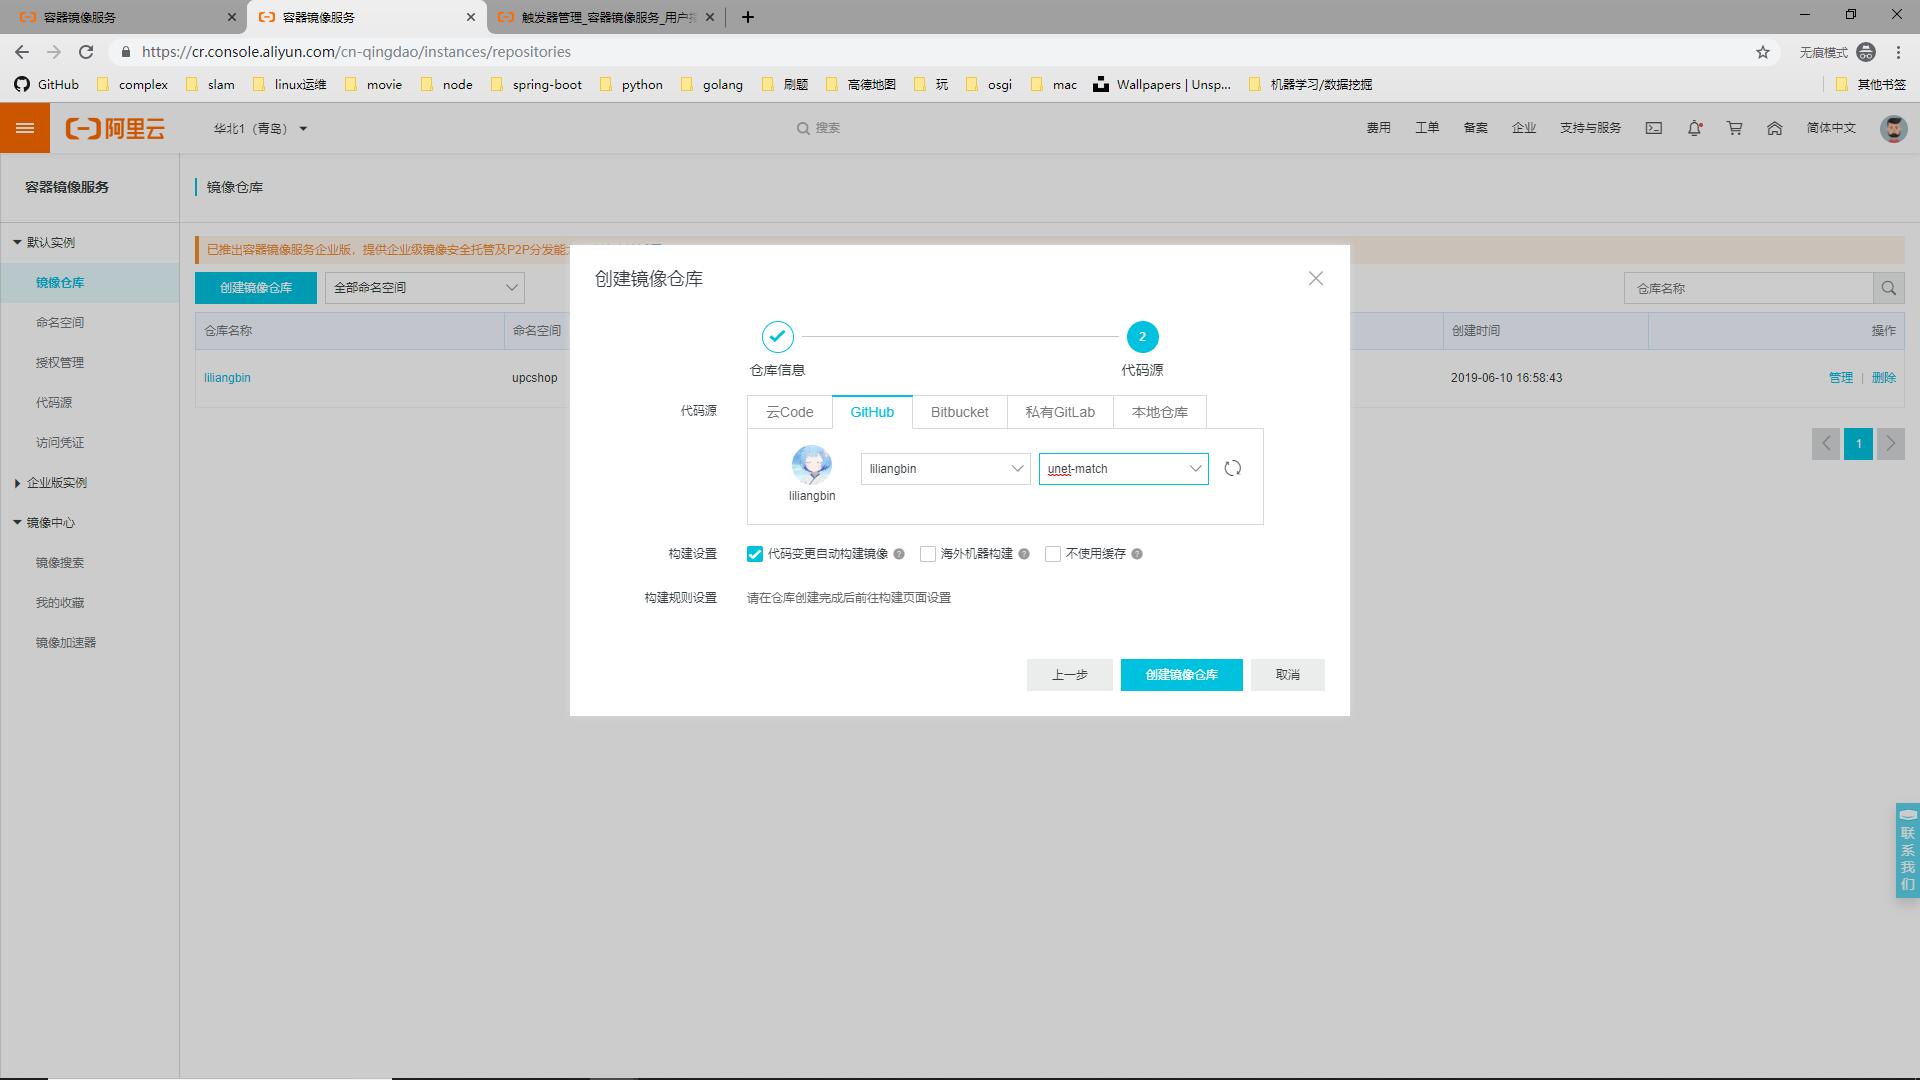 容器镜像服务
容器镜像服务
触发器管理_容器镜像服务_用户
https://cr.console.aliyun.com/cn-qingdao/instances/repositories
无痕模式
GitHub complex slam linux运维 movie node spring-boot python golang 刷题 高德地图 玩 osgi mac Wallpapers | Unsp... 机器学习/数据挖掘 其他书签
阿里云 华北1（青岛） 搜索 费用 工单 备案 企业 支持与服务 简体中文
容器镜像服务
镜像仓库
默认实例
镜像仓库
命名空间
授权管理
代码源
访问凭证
企业版实例
镜像中心
镜像搜索
我的收藏
镜像加速器
已推出容器镜像服务企业版，提供企业级镜像安全托管及P2P分发能
创建镜像仓库 全部命名空间 仓库名称
仓库名称 命名空间 创建时间 操作
liliangbin upcshop 2019-06-10 16:58:43 管理 | 删除
1
创建镜像仓库
2
仓库信息 代码源
代码源 云Code GitHub Bitbucket 私有GitLab 本地仓库
liliangbin unet-match
liliangbin
构建设置 代码变更自动构建镜像 ? 海外机器构建 ? 不使用缓存 ?
构建规则设置 请在仓库创建完成后前往构建页面设置
上一步 创建镜像仓库 取消
联系我们